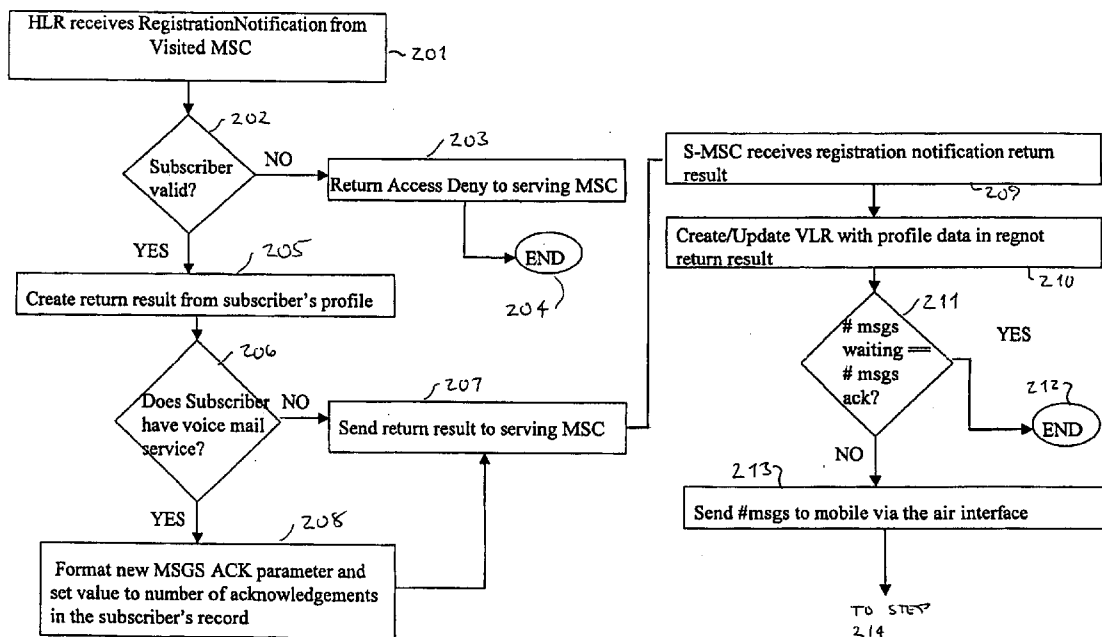 HLR receives RegistrationNotification from
Visited MSC
201
202
Subscriber
valid?
NO
203
Return Access Deny to serving MSC
YES
END
204
205
Create return result from subscriber's profile
206
Does Subscriber
have voice mail
service?
NO
207
Send return result to serving MSC
YES
208
Format new MSGS ACK parameter and
set value to number of acknowledgements
in the subscriber's record
S-MSC receives registration notification return
result
209
Create/Update VLR with profile data in regnot
return result
210
211
# msgs
waiting ==
# msgs
ack?
YES
212
END
NO
213
Send #msgs to mobile via the air interface
TO STEP
214